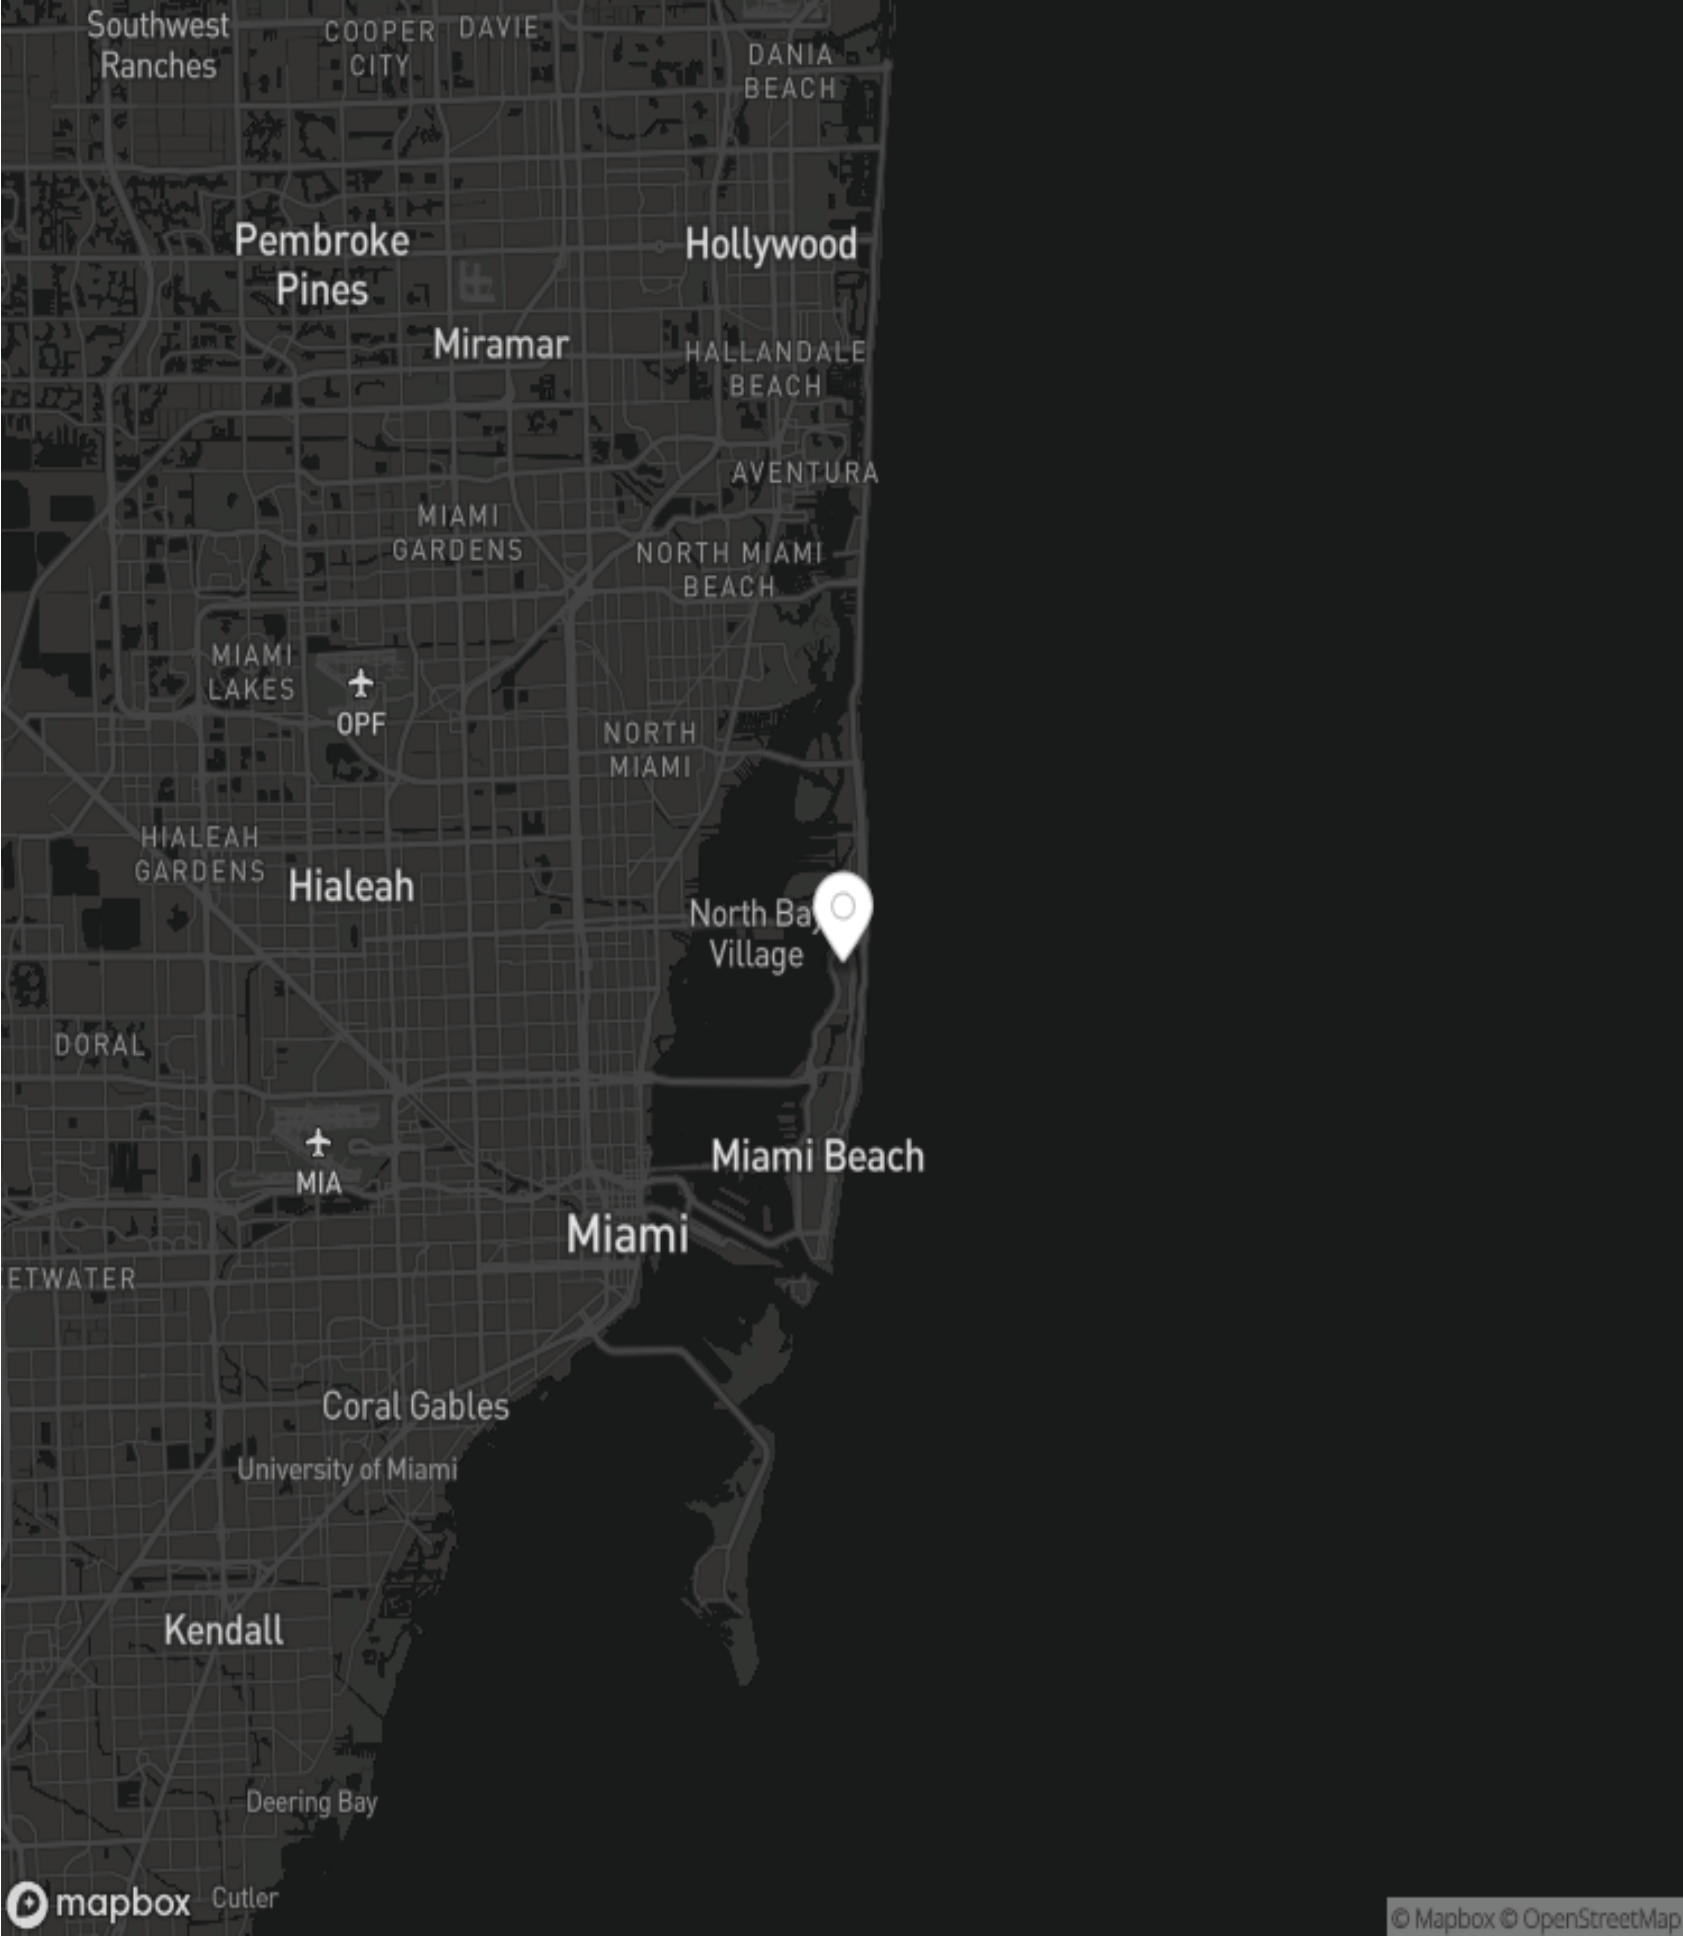 Southwest
Ranches
COOPER
CITY
DAVIE
DANIA
BEACH
Pembroke
Pines
Hollywood
Miramar
HALLANDALE
BEACH
AVENTURA
MIAMI
GARDENS
NORTH MIAMI
BEACH
MIAMI
LAKES
OPF
NORTH
MIAMI
HIALEAH
GARDENS
Hialeah
North Bay
Village
DORAL
MIA
Miami Beach
Miami
ETWATER
Coral Gables
University of Miami
Kendall
Deering Bay
mapbox
Cutler
© Mapbox © OpenStreetMap